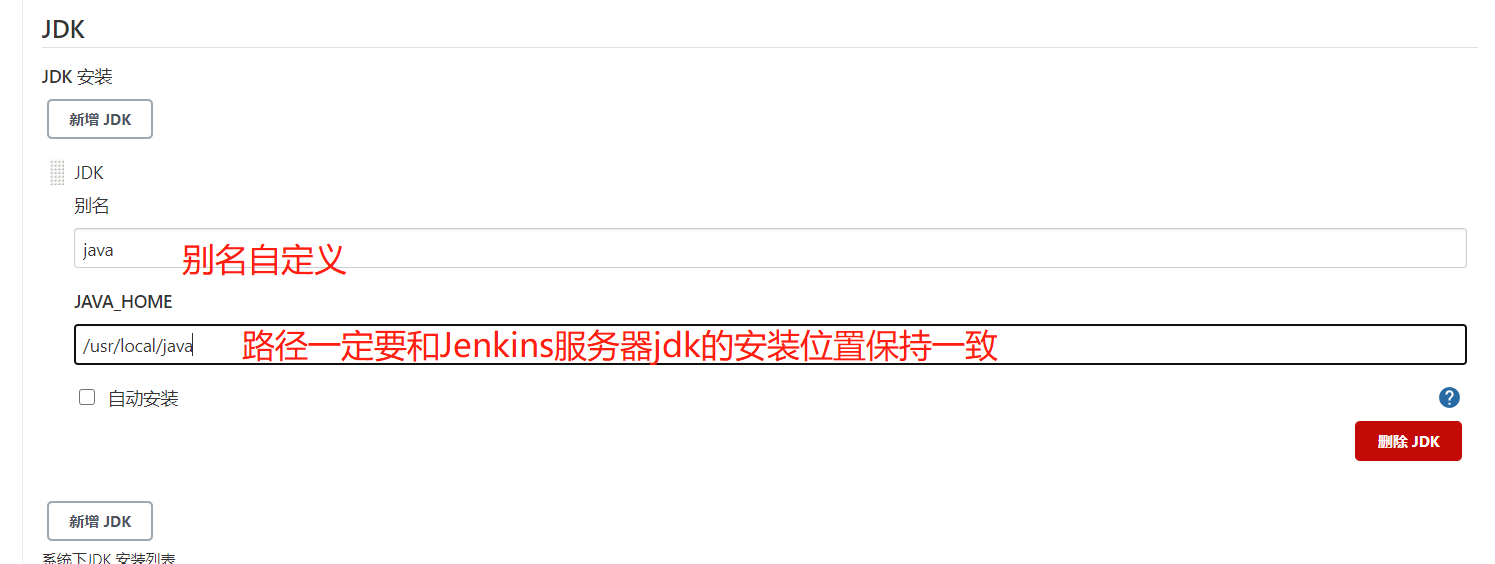 JDK
JDK 安装
新增 JDK
JDK
别名
java
别名自定义
JAVA_HOME
/usr/local/java
路径一定要和Jenkins服务器jdk的安装位置保持一致
自动安装
?
删除 JDK
新增 JDK
系统下JDK 安装列表